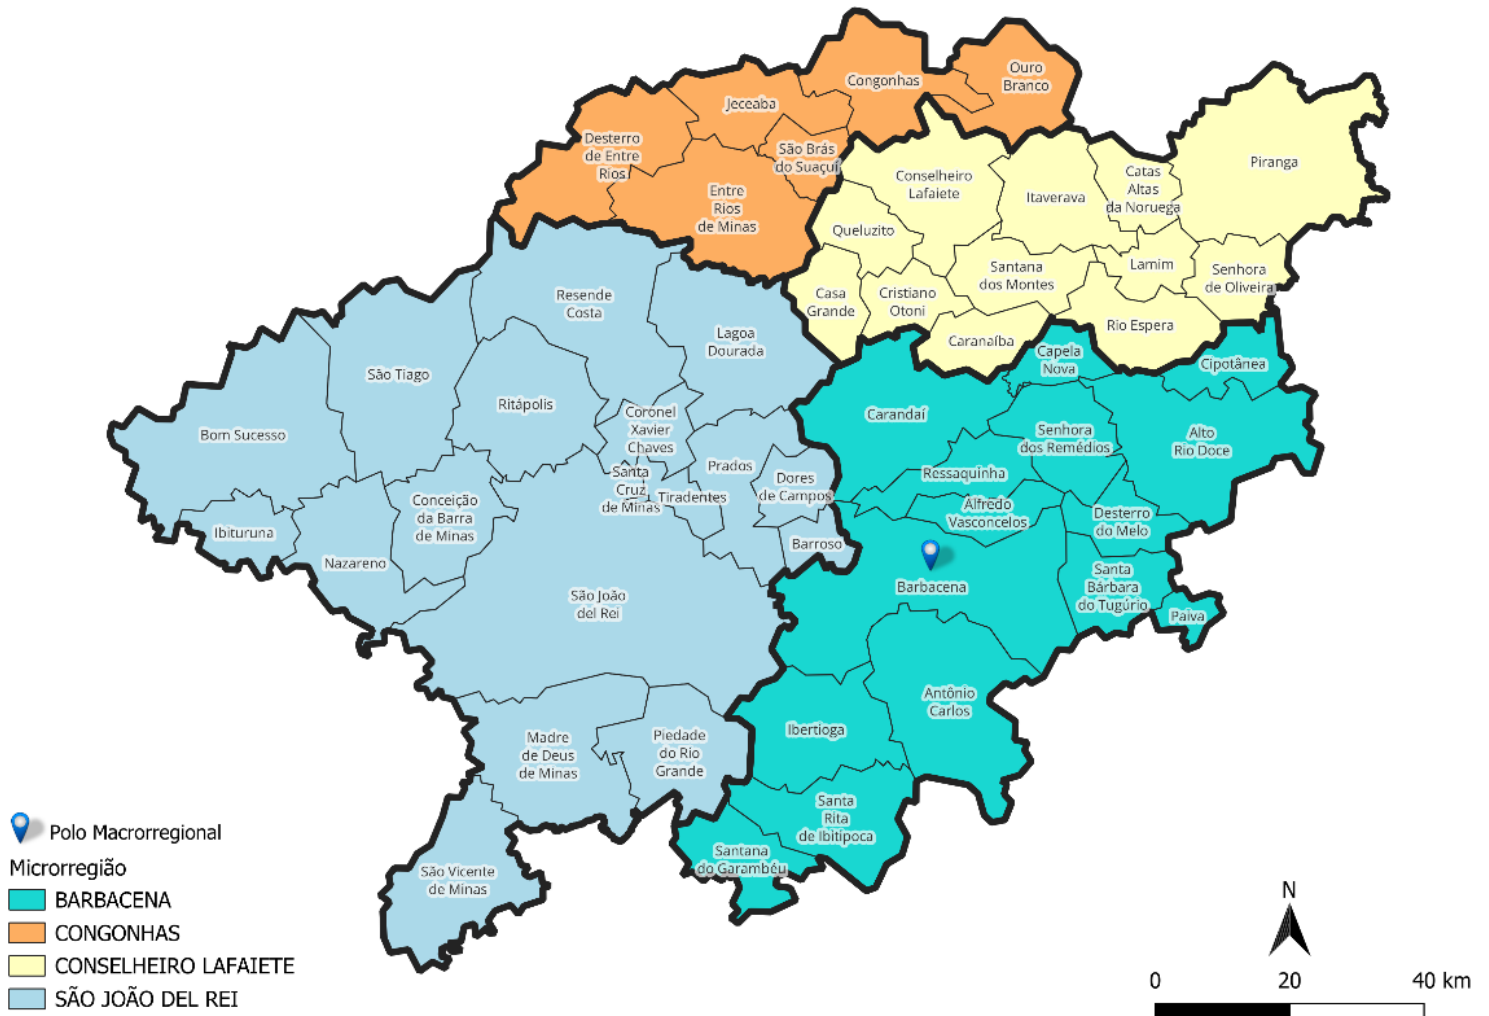 Ouro
Branco
Congonhas
Jeceaba
Desterro
de Entre
Rios
São Brás
do Suaçuí
Entre
Rios
de Minas
Piranga
Conselheiro
Lafaiete
Itaverava
Catas
Altas
da Noruega
Queluzito
Santana
dos Montes
Lamim
Senhora
de Oliveira
Casa
Grande
Cristiano
Otoni
Rio Espera
Caranaíba
Resende
Costa
Lagoa
Dourada
São Tiago
Ritápolis
Bom Sucesso
Coronel
Xavier
Chaves
Prados
Santa
Cruz
de Minas
Tiradentes
Dores
de Campos
Barroso
Conceição
da Barra
de Minas
Ibituruna
Nazareno
São João
del Rei
Madre
de Deus
de Minas
Piedade
do Rio
Grande
São Vicente
de Minas
Capela
Nova
Cipotânea
Carandaí
Senhora
dos Remédios
Alto
Rio Doce
Ressaquinha
Alfredo
Vasconcelos
Desterro
do Melo
Barbacena
Santa
Bárbara
do Tugúrio
Paiva
Antônio
Carlos
Ibertioga
Santa
Rita
de Ibitipoca
Santana
do Garambéu
Polo Macrorregional
Microrregião
BARBACENA
CONGONHAS
CONSELHEIRO LAFAIETE
SÃO JOÃO DEL REI
N
0 20 40 km